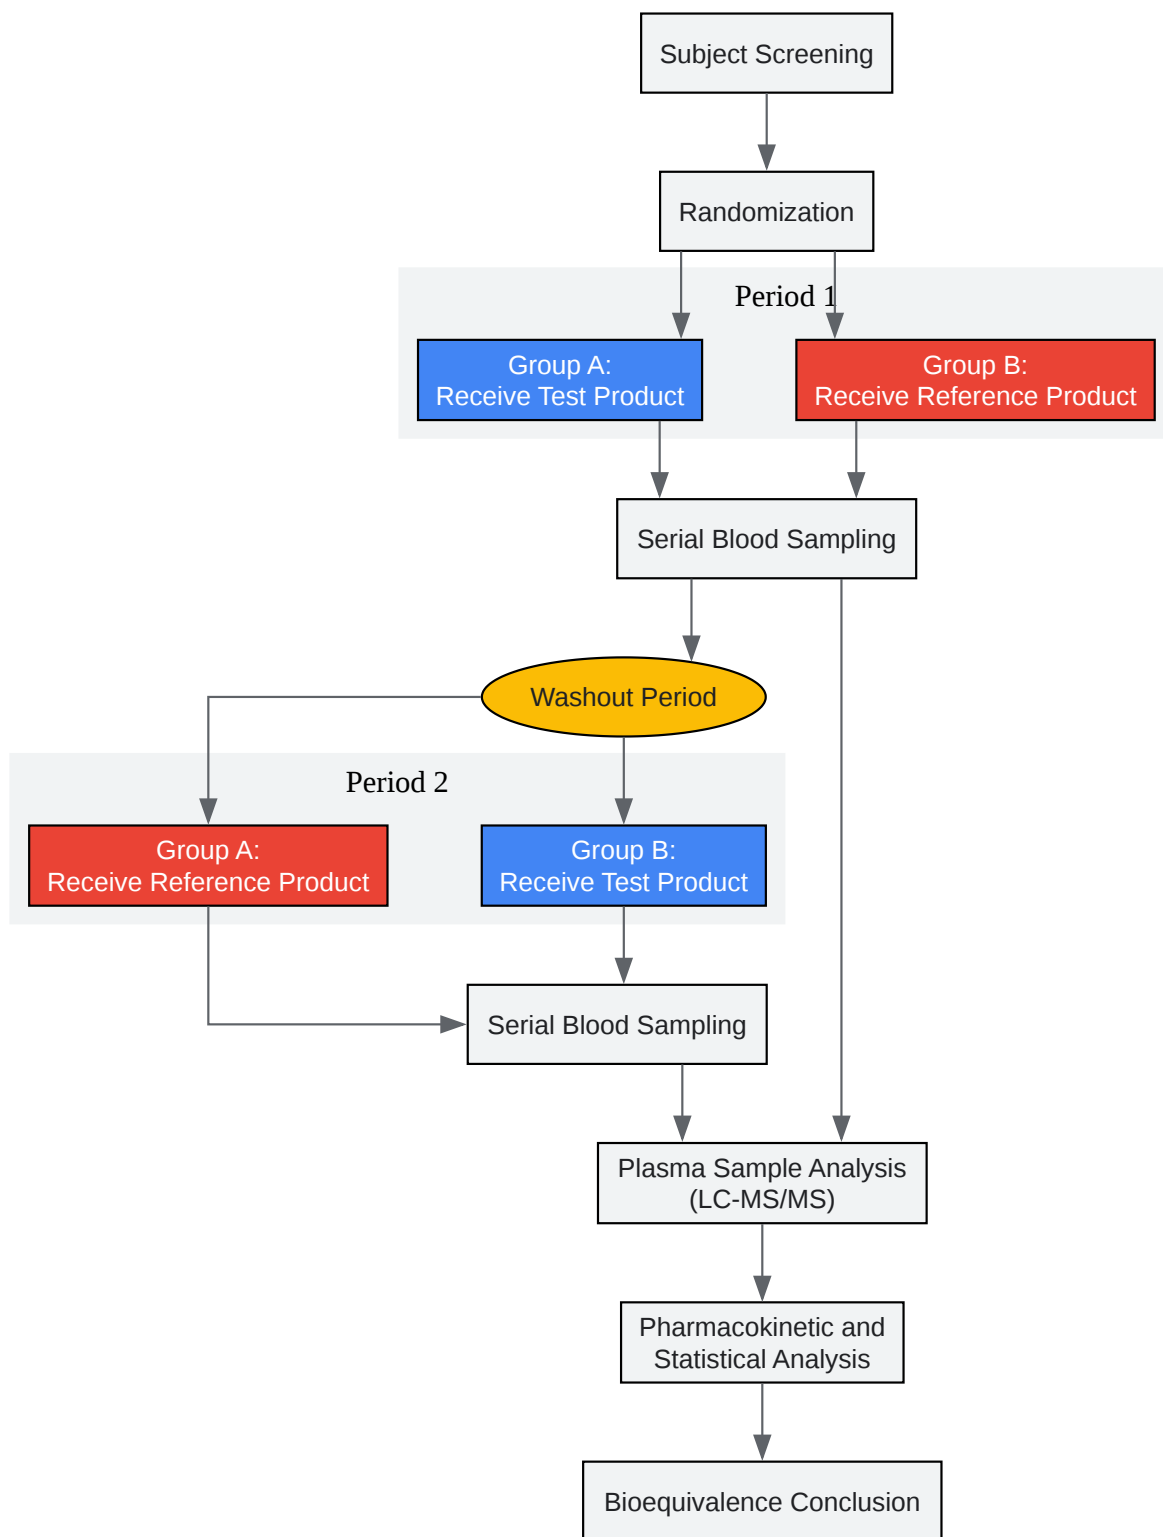 Subject Screening
Randomization
Period 1
Group A:
Receive Test Product
Group B:
Receive Reference Product
Serial Blood Sampling
Washout Period
Period 2
Group A:
Receive Reference Product
Group B:
Receive Test Product
Serial Blood Sampling
Plasma Sample Analysis
(LC-MS/MS)
Pharmacokinetic and
Statistical Analysis
Bioequivalence Conclusion